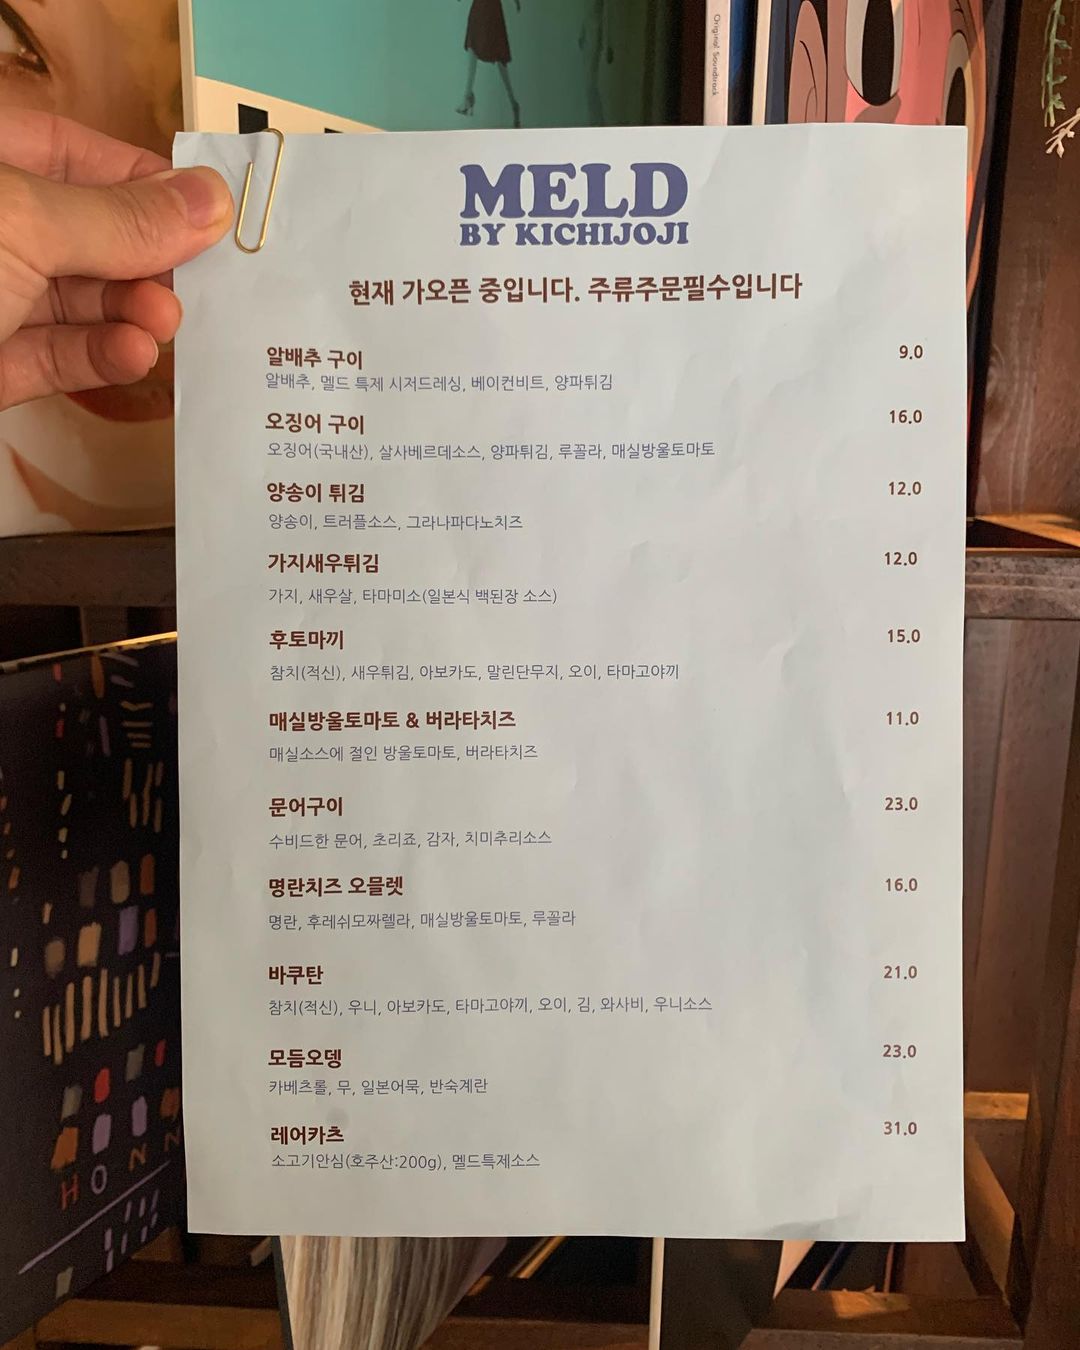 Original Soundtrack
MELD
BY KICHIJOJI
현재 가오픈 중입니다. 주류주문필수입니다
알배추 구이 9.0
알배추, 멜드 특제 시저드레싱, 베이컨비트, 양파튀김
오징어 구이 16.0
오징어(국내산), 살사베르데소스, 양파튀김, 루꼴라, 매실방울토마토
양송이 튀김 12.0
양송이, 트러플소스, 그라나파다노치즈
가지새우튀김 12.0
가지, 새우살, 타마미소(일본식 백된장 소스)
후토마끼 15.0
참치(적신), 새우튀김, 아보카도, 말린단무지, 오이, 타마고야끼
매실방울토마토 & 버라타치즈 11.0
매실소스에 절인 방울토마토, 버라타치즈
문어구이 23.0
수비드한 문어, 초리죠, 감자, 치미추리소스
명란치즈 오믈렛 16.0
명란, 후레쉬모짜렐라, 매실방울토마토, 루꼴라
바쿠탄 21.0
참치(적신), 우니, 아보카도, 타마고야끼, 오이, 김, 와사비, 우니소스
모듬오뎅 23.0
카베츠롤, 무, 일본어묵, 반숙계란
레어카츠 31.0
소고기안심(호주산:200g), 멜드특제소스